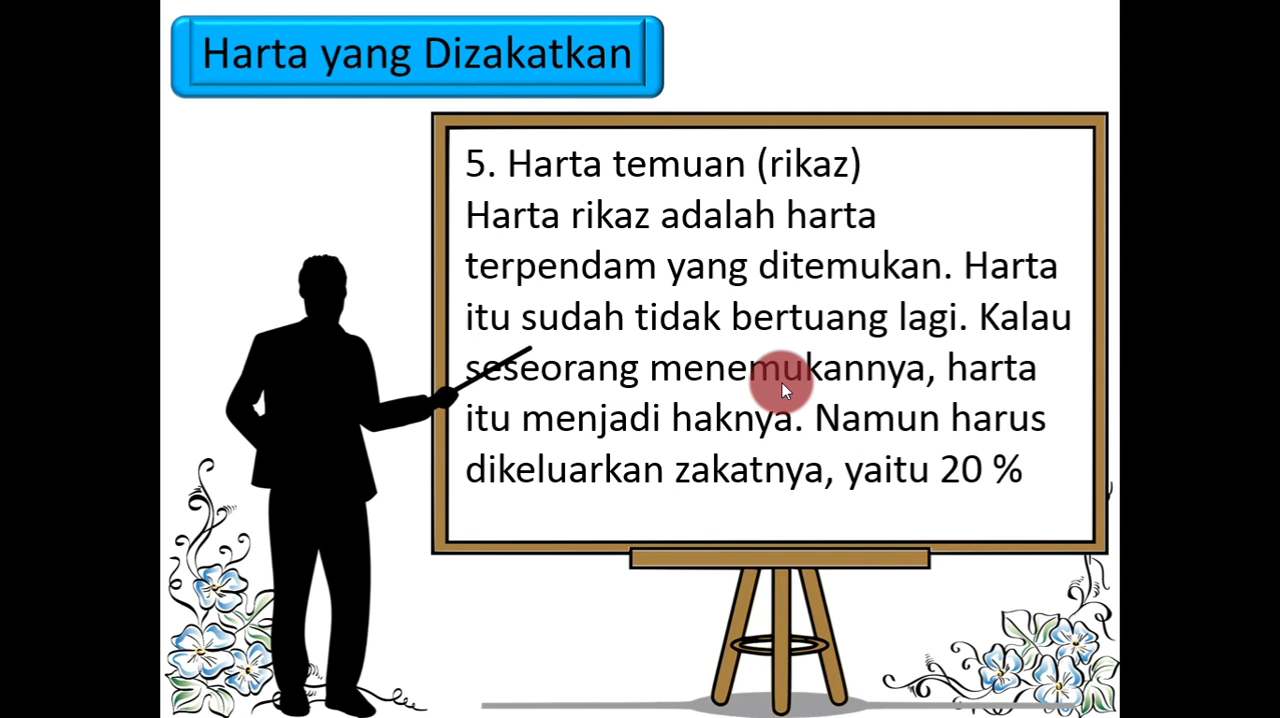 Harta yang Dizakatkan
5. Harta temuan (rikaz)
Harta rikaz adalah harta
terpendam yang ditemukan. Harta
itu sudah tidak bertuang lagi. Kalau
seseorang menemukannya, harta
itu menjadi haknya. Namun harus
dikeluarkan zakatnya, yaitu 20 %